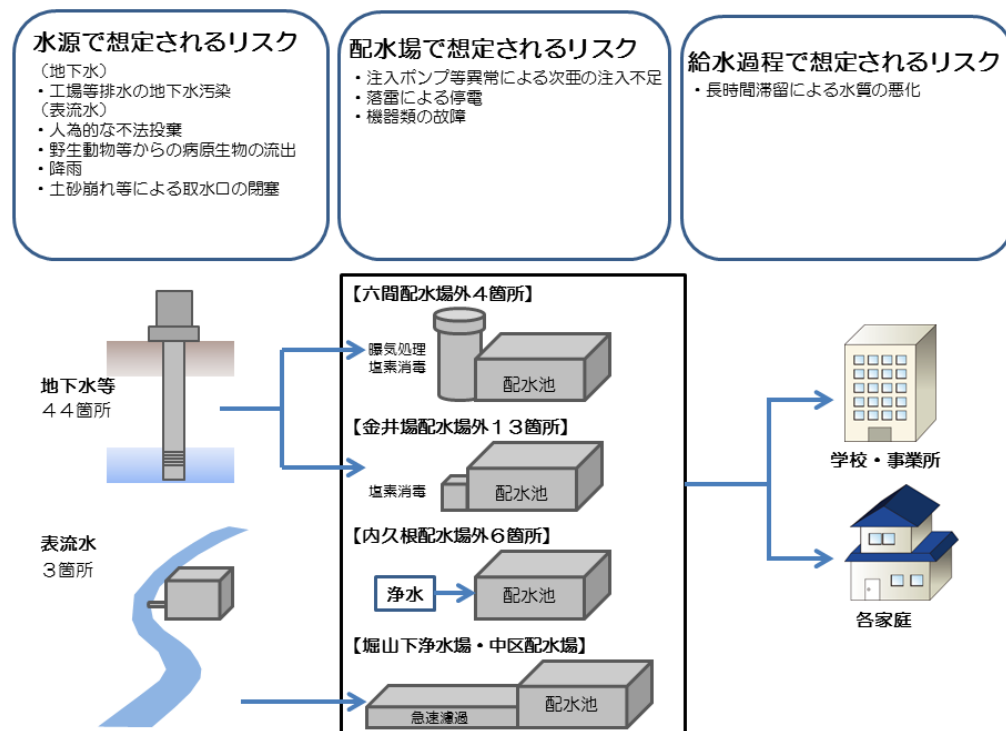 水源で想定されるリスク
（地下水）
・工場等排水の地下水汚染
（表流水）
・人為的な不法投棄
・野生動物等からの病原生物の流出
・降雨
・土砂崩れ等による取水口の閉塞
配水場で想定されるリスク
・注入ポンプ等異常による次亜の注入不足
・落雷による停電
・機器類の故障
給水過程で想定されるリスク
・長時間滞留による水質の悪化
地下水等
４４箇所
表流水
３箇所
【六間配水場外４箇所】
曝気処理
塩素消毒
配水池
【金井場配水場外１３箇所】
塩素消毒
配水池
【内久根配水場外６箇所】
浄水
配水池
【堀山下浄水場・中区配水場】
配水池
急速濾過
学校・事業所
各家庭